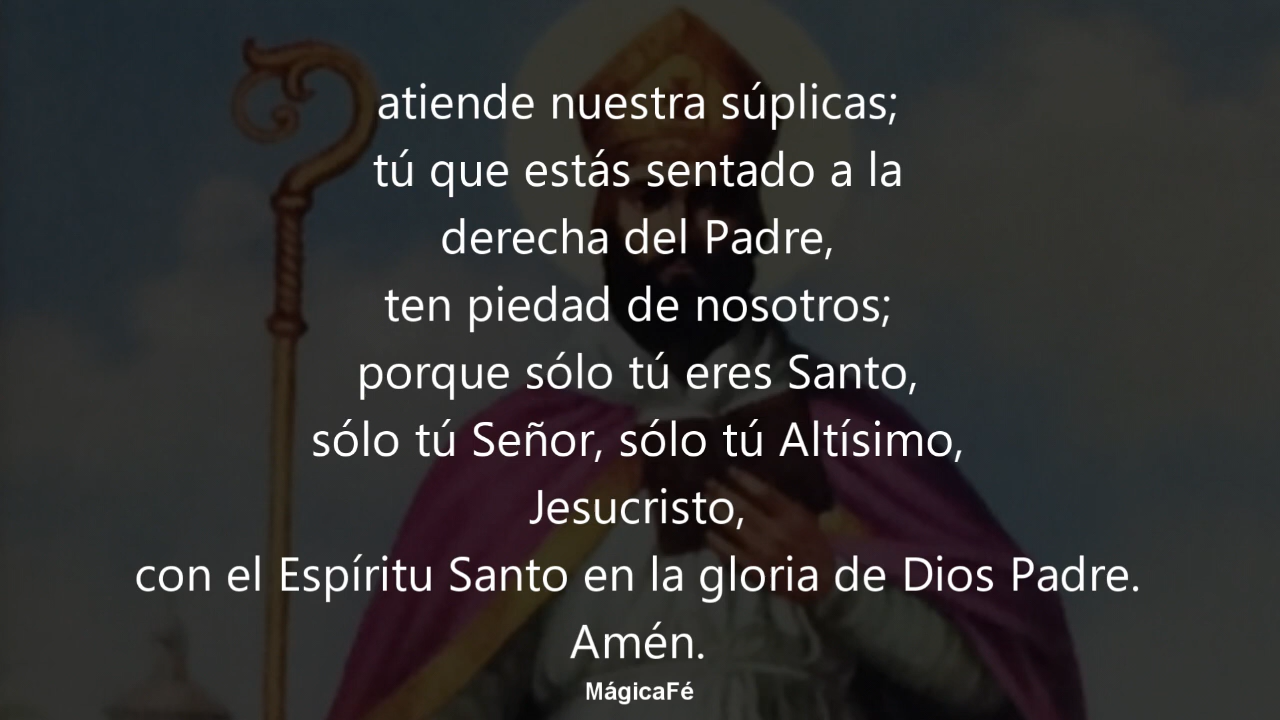 atiende nuestra súplicas;
tú que estás sentado a la
derecha del Padre,
ten piedad de nosotros;
porque sólo tú eres Santo,
sólo tú Señor, sólo tú Altísimo,
Jesucristo,
con el Espíritu Santo en la gloria de Dios Padre.
Amén.
MágicaFé